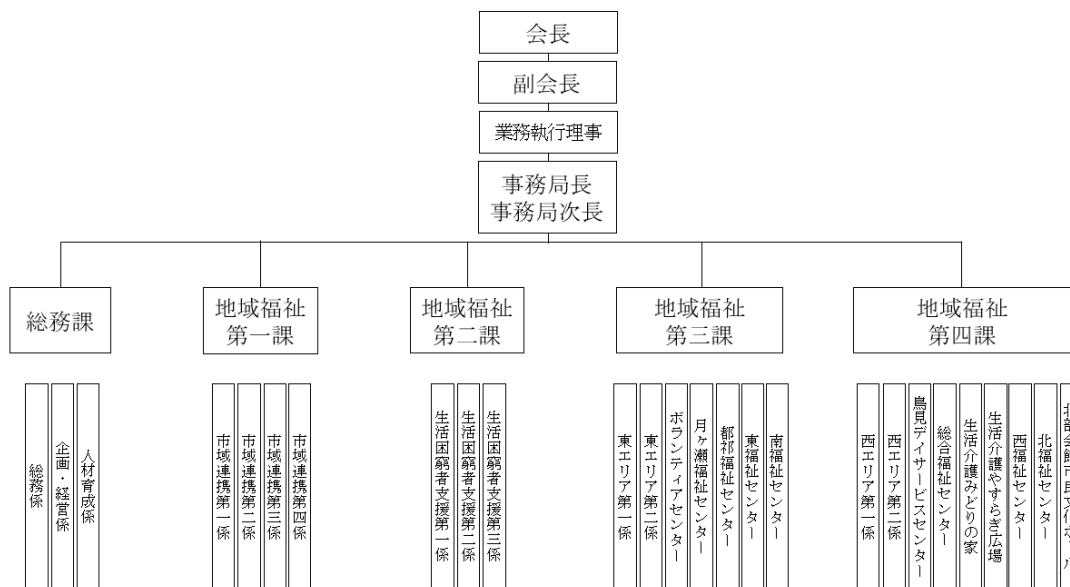 会長
副会長
業務執行理事
事務局長
事務局次長
総務課
地域福祉
第一課
地域福祉
第二課
地域福祉
第三課
地域福祉
第四課
総務係
企画・経営係
人材育成係
市域連携第一係
市域連携第二係
市域連携第三係
市域連携第四係
生活困窮者支援第一係
生活困窮者支援第二係
生活困窮者支援第三係
東エリア第一係
東エリア第二係
ボランティアセンター
月ヶ瀬福祉センター
都祁福祉センター
東福祉センター
南福祉センター
西エリア第一係
西エリア第二係
鳥見デイサービスセンター
総合福祉センター
生活介護みどりの家
生活介護やすらぎ広場
西福祉センター
北福祉センター
北部会館市民文化ホール